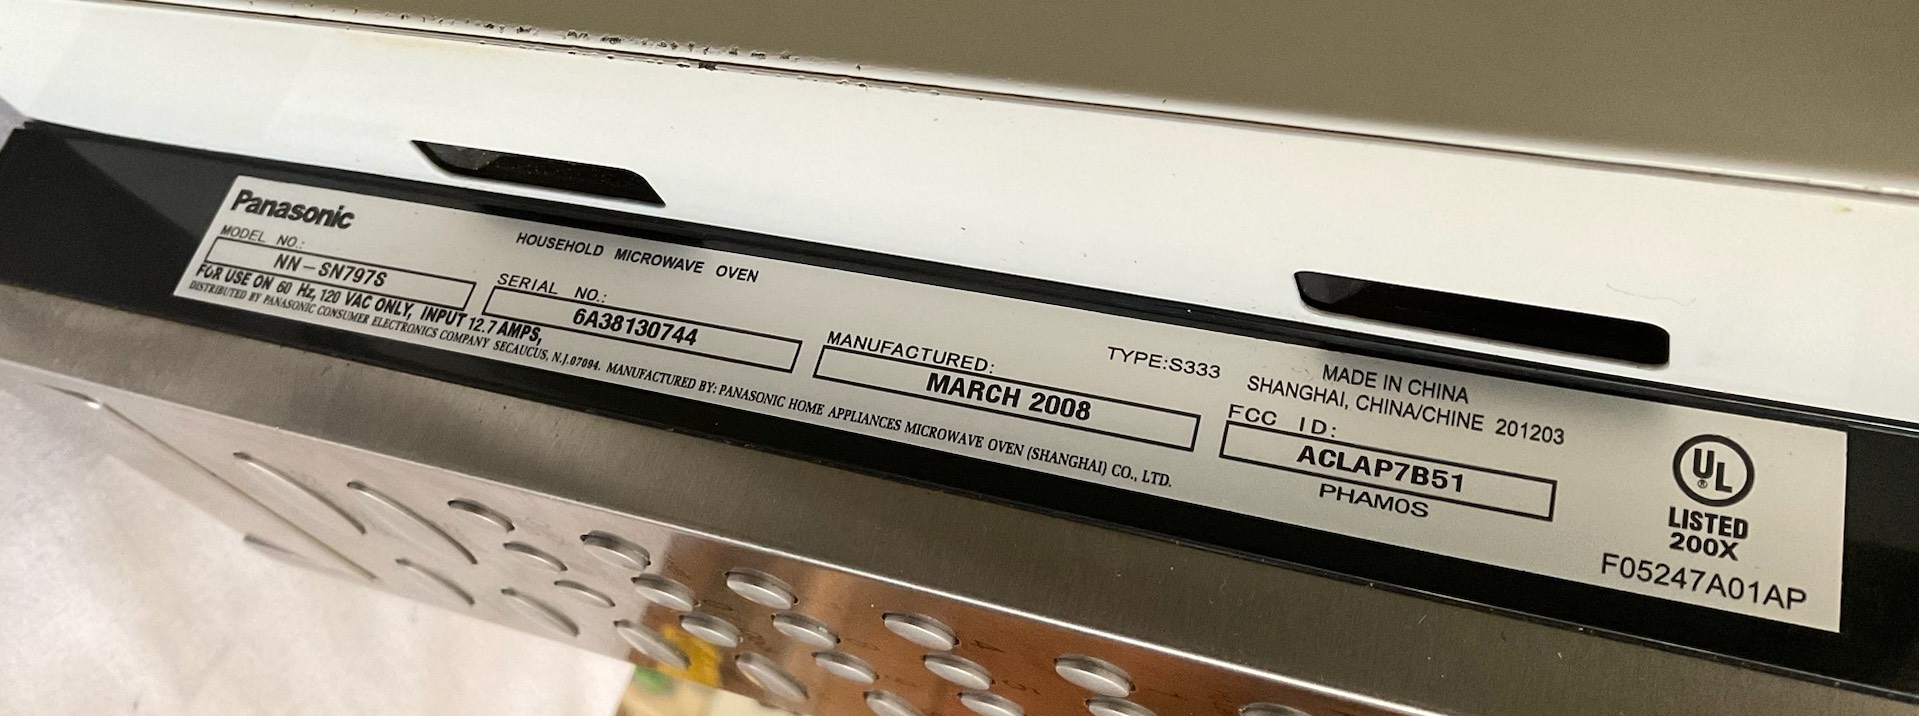 Panasonic
HOUSEHOLD MICROWAVE OVEN
MODEL NO.:
NN-SN797S
SERIAL NO.:
6A38130744
MANUFACTURED:
MARCH 2008
TYPE:S333
MADE IN CHINA
SHANGHAI, CHINA/CHINE 201203
FCC ID:
ACLAP7B51
PHAM0S
FOR USE ON 60 Hz, 120 VAC ONLY, INPUT 12.7 AMPS,
DISTRIBUTED BY PANASONIC CONSUMER ELECTRONICS COMPANY SECAUCUS, N.J.07094. MANUFACTURED BY: PANASONIC HOME APPLIANCES MICROWAVE OVEN (SHANGHAI) CO., LTD.
UL
®
LISTED
200X
F05247A01AP